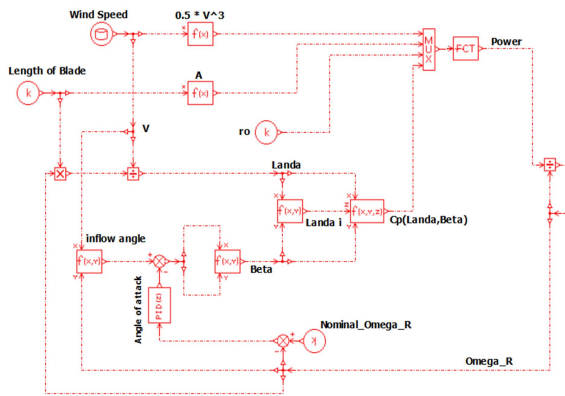 Wind Speed
0.5 * V^3
x
f(x)
MUX
FCT
Power
Length of Blade
k
A
x
f(x)
V
ro
k
÷
x
÷
Landa
X
Y
f(X,Y)
Landa i
X
Z
Y
f(X,Y,Z)
Cp(Landa,Beta)
inflow angle
X
Y
f(X,Y)
+
-
X
Y
f(X,Y)
Beta
Angle of attack
PID(z)
Nominal_Omega_R
k
+
-
Omega_R